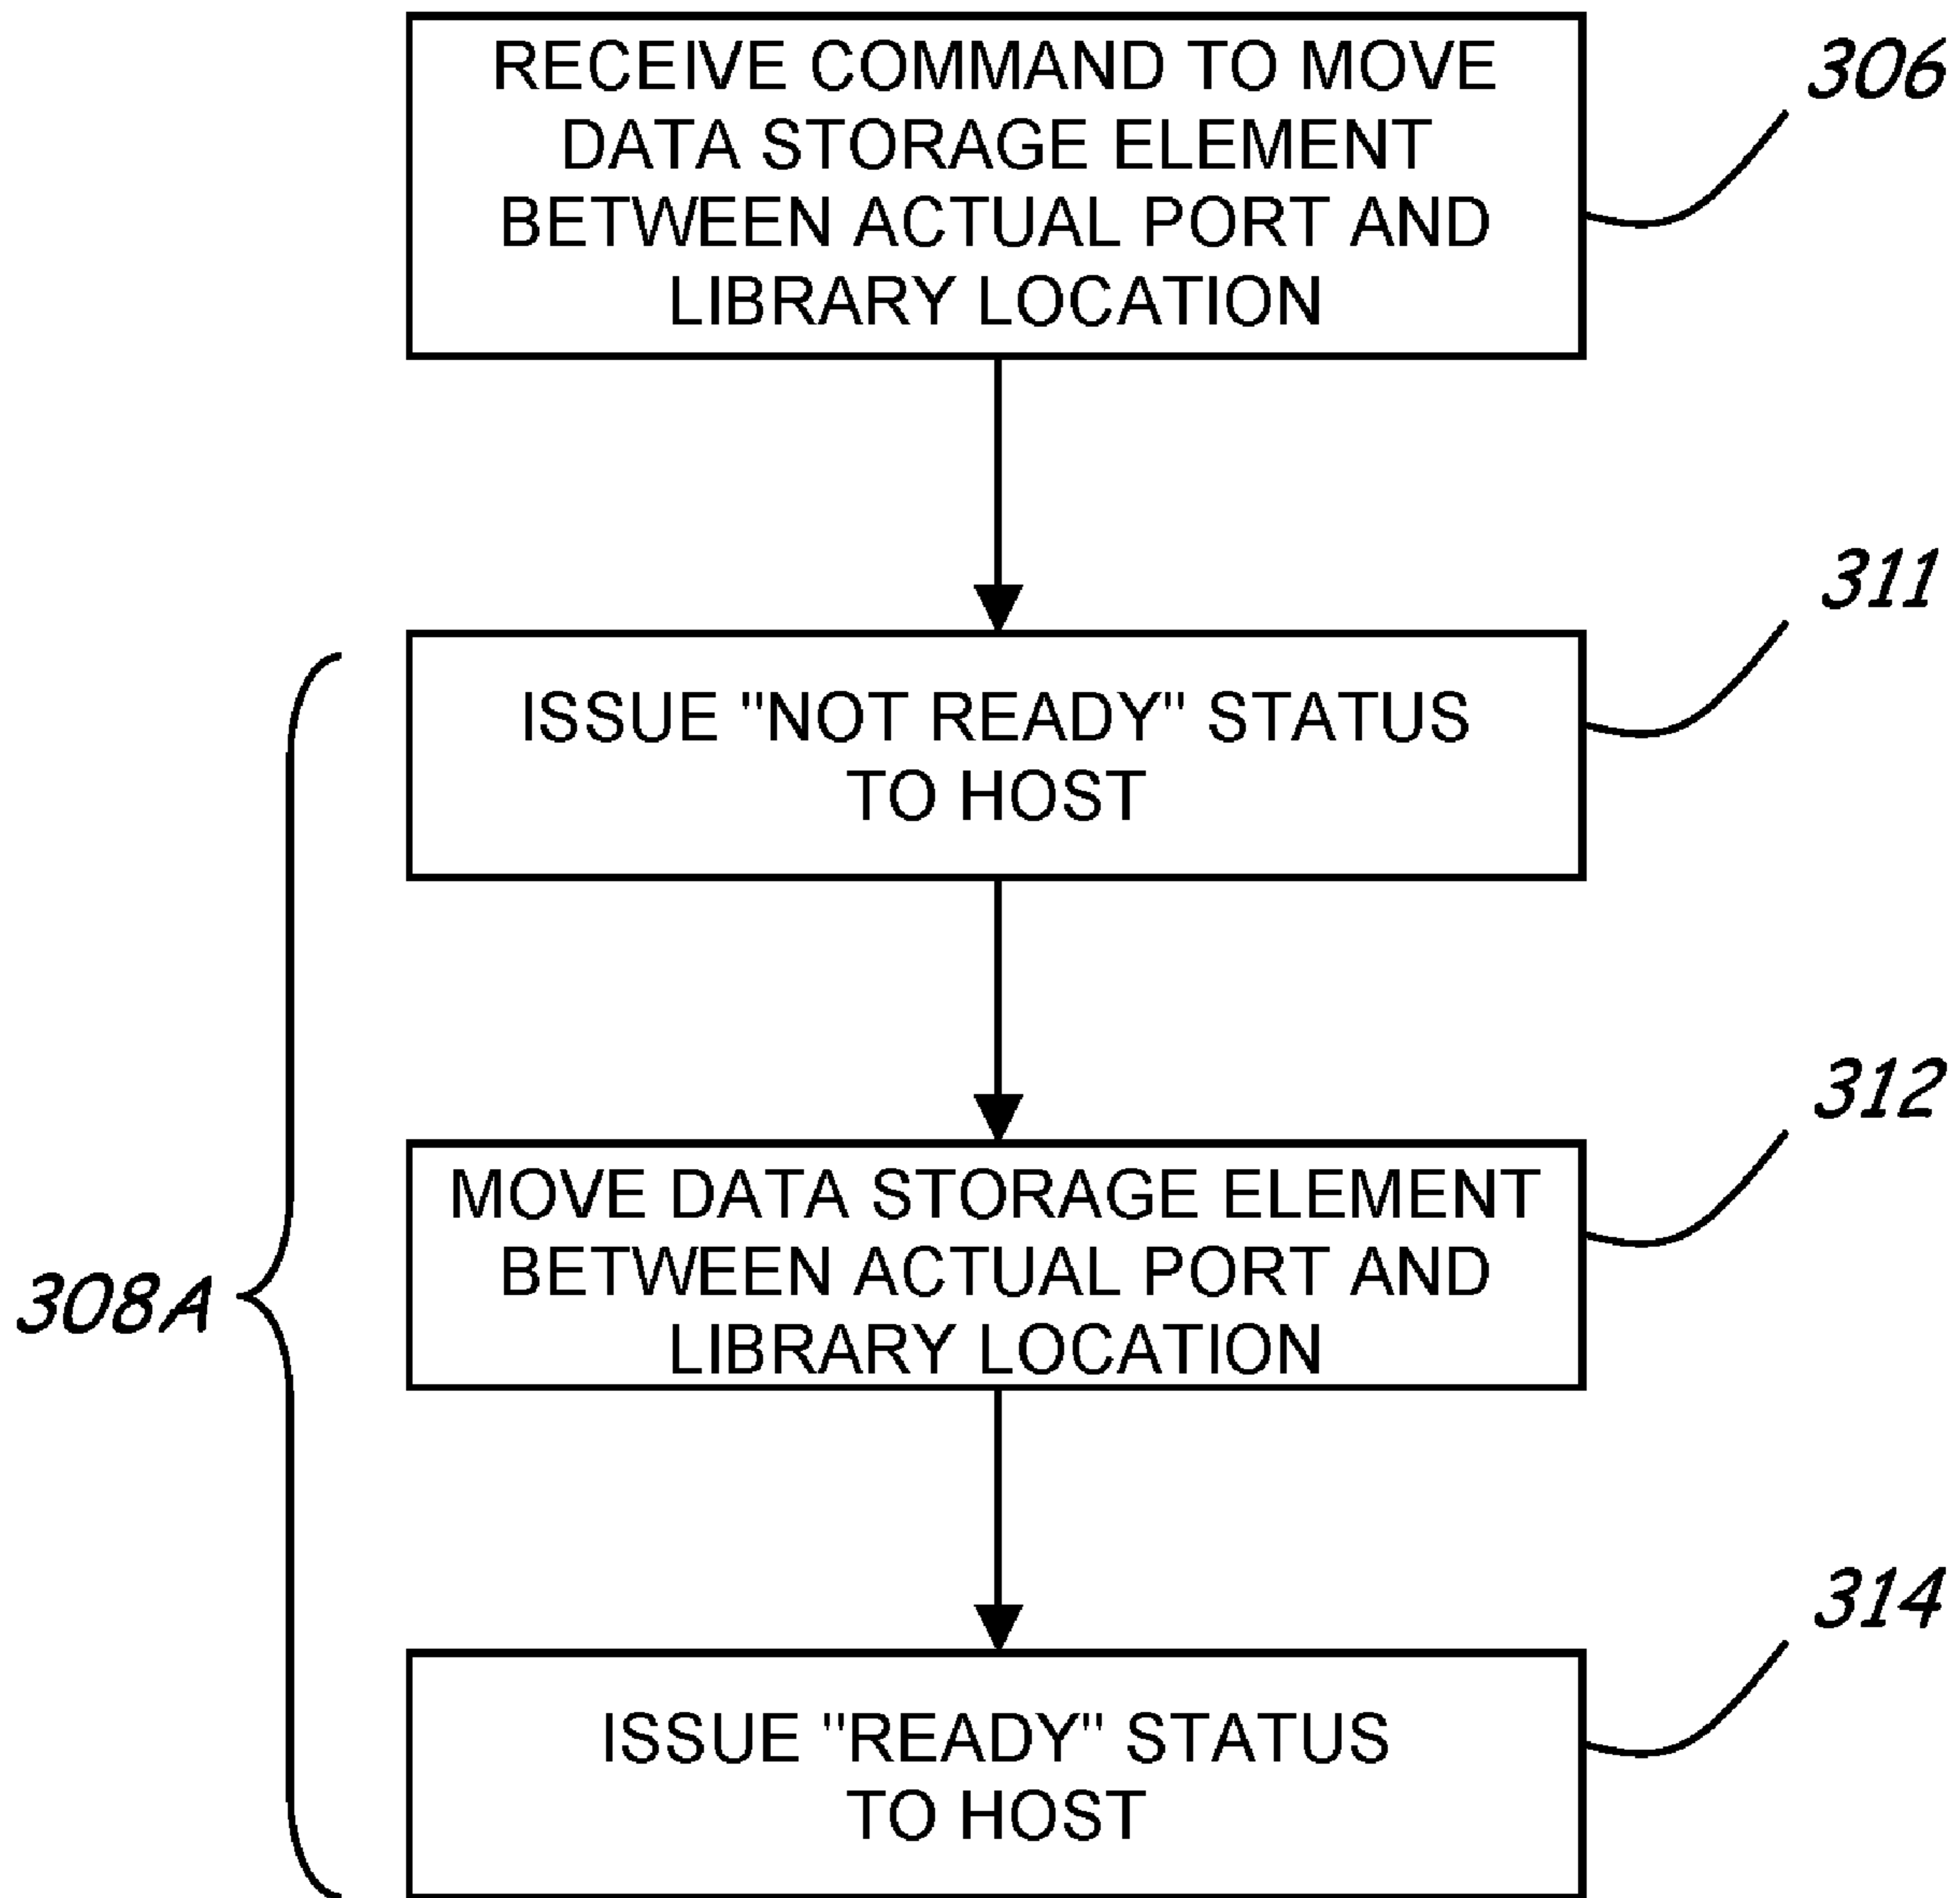 RECEIVE COMMAND TO MOVE
DATA STORAGE ELEMENT
BETWEEN ACTUAL PORT AND
LIBRARY LOCATION
306
311
ISSUE "NOT READY" STATUS
TO HOST
312
MOVE DATA STORAGE ELEMENT
BETWEEN ACTUAL PORT AND
LIBRARY LOCATION
308A
314
ISSUE "READY" STATUS
TO HOST